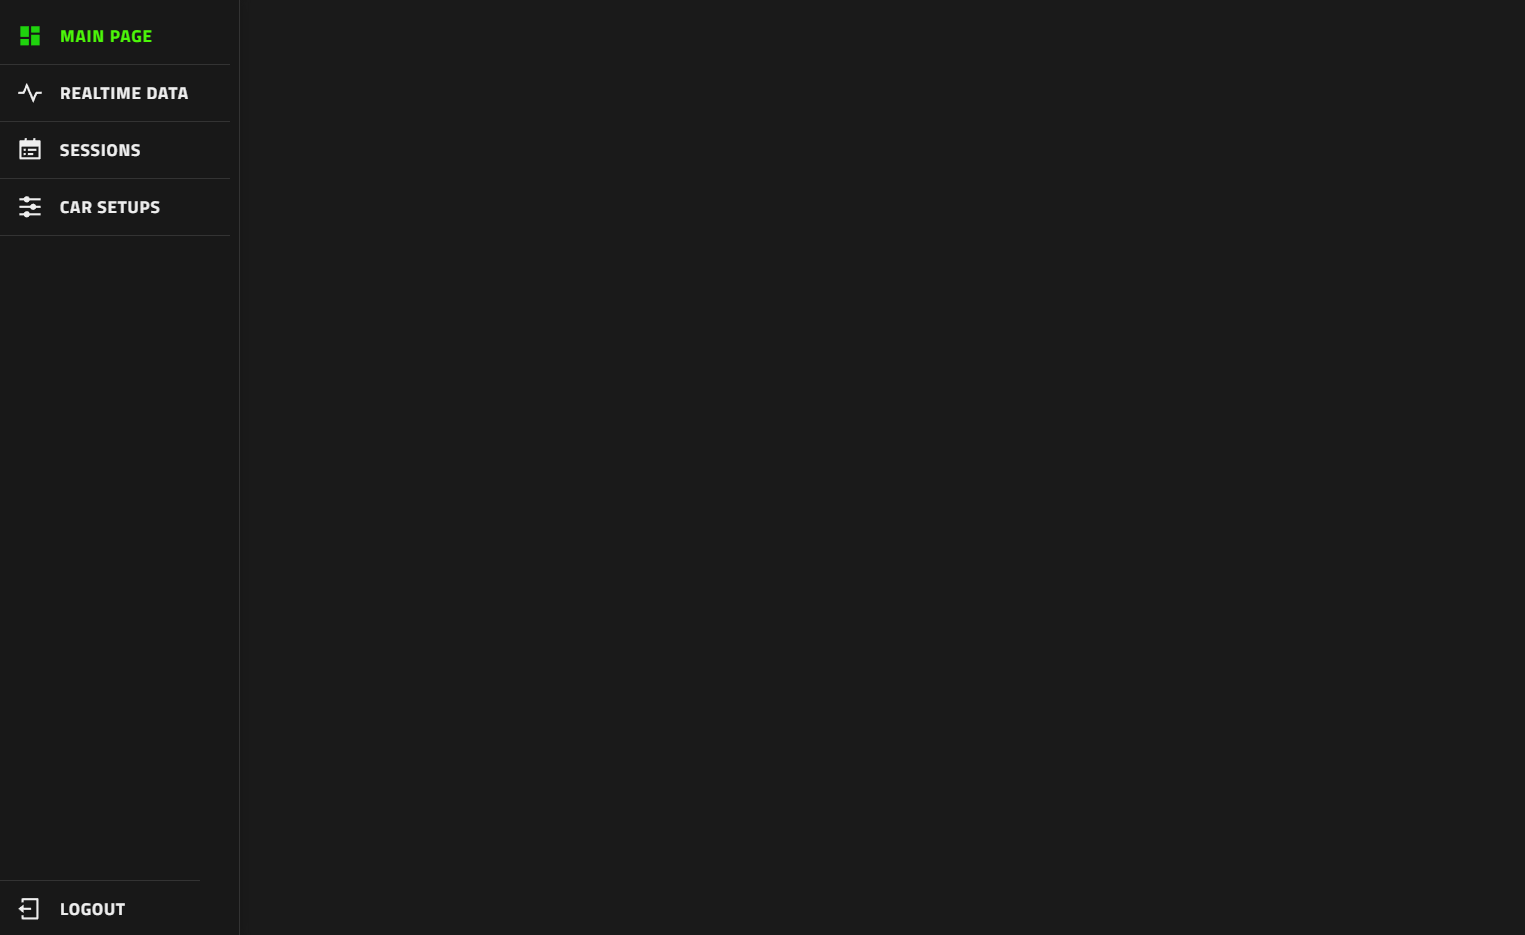 MAIN PAGE
REALTIME DATA
SESSIONS
CAR SETUPS
LOGOUT